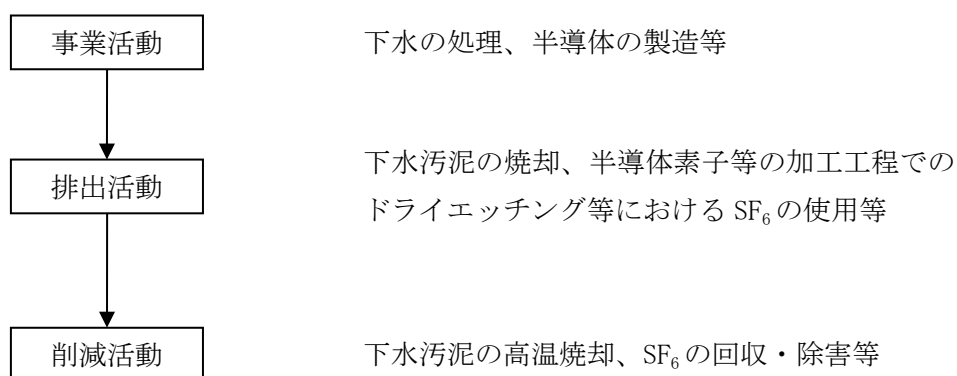 事業活動
下水の処理、半導体の製造等
排出活動
下水汚泥の焼却、半導体素子等の加工工程での
ドライエッチング等における SF₆の使用等
削減活動
下水汚泥の高温焼却、SF₆の回収・除害等